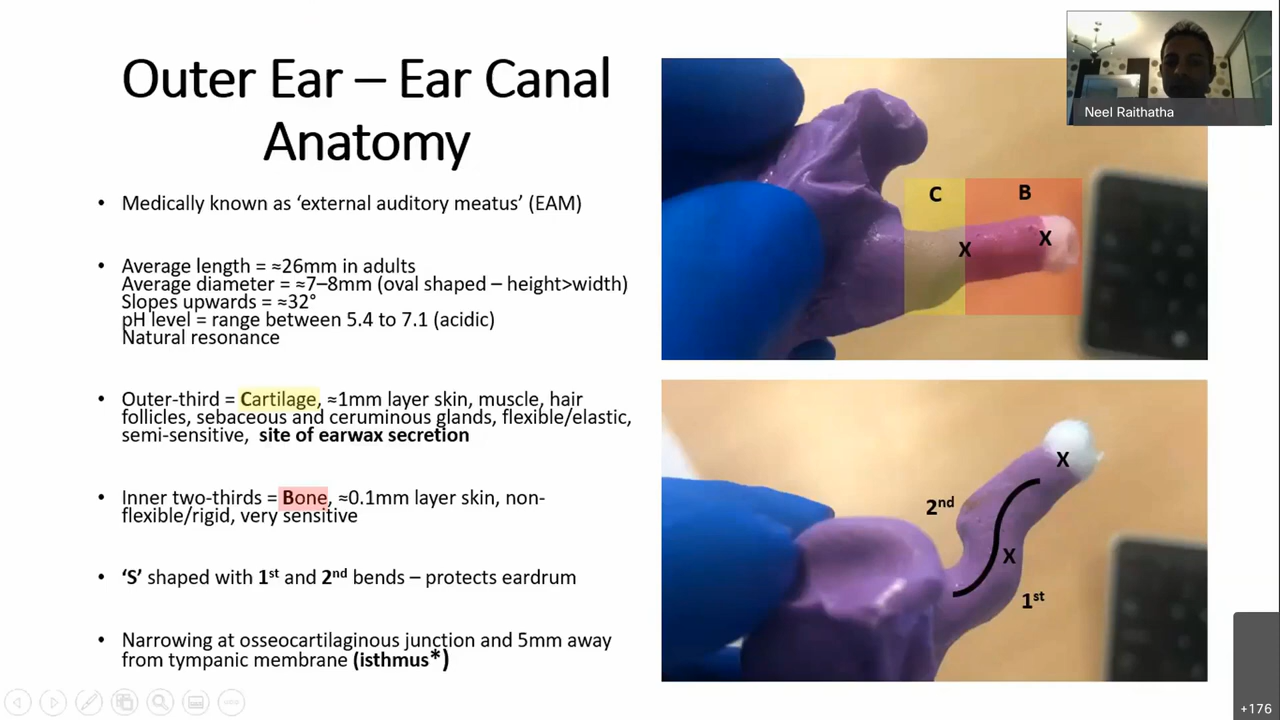 Outer Ear – Ear Canal
Anatomy
• Medically known as ‘external auditory meatus’ (EAM)
• Average length = ≈26mm in adults
Average diameter = ≈7–8mm (oval shaped – height>width)
Slopes upwards = ≈32°
pH level = range between 5.4 to 7.1 (acidic)
Natural resonance
• Outer-third = Cartilage, ≈1mm layer skin, muscle, hair
follicles, sebaceous and ceruminous glands, flexible/elastic,
semi-sensitive, site of earwax secretion
• Inner two-thirds = Bone, ≈0.1mm layer skin, non-
flexible/rigid, very sensitive
• ‘S’ shaped with 1st and 2nd bends – protects eardrum
• Narrowing at osseocartilaginous junction and 5mm away
from tympanic membrane (isthmus*)
Neel Raithatha
C
B
X
X
X
2nd
X
1st
+176